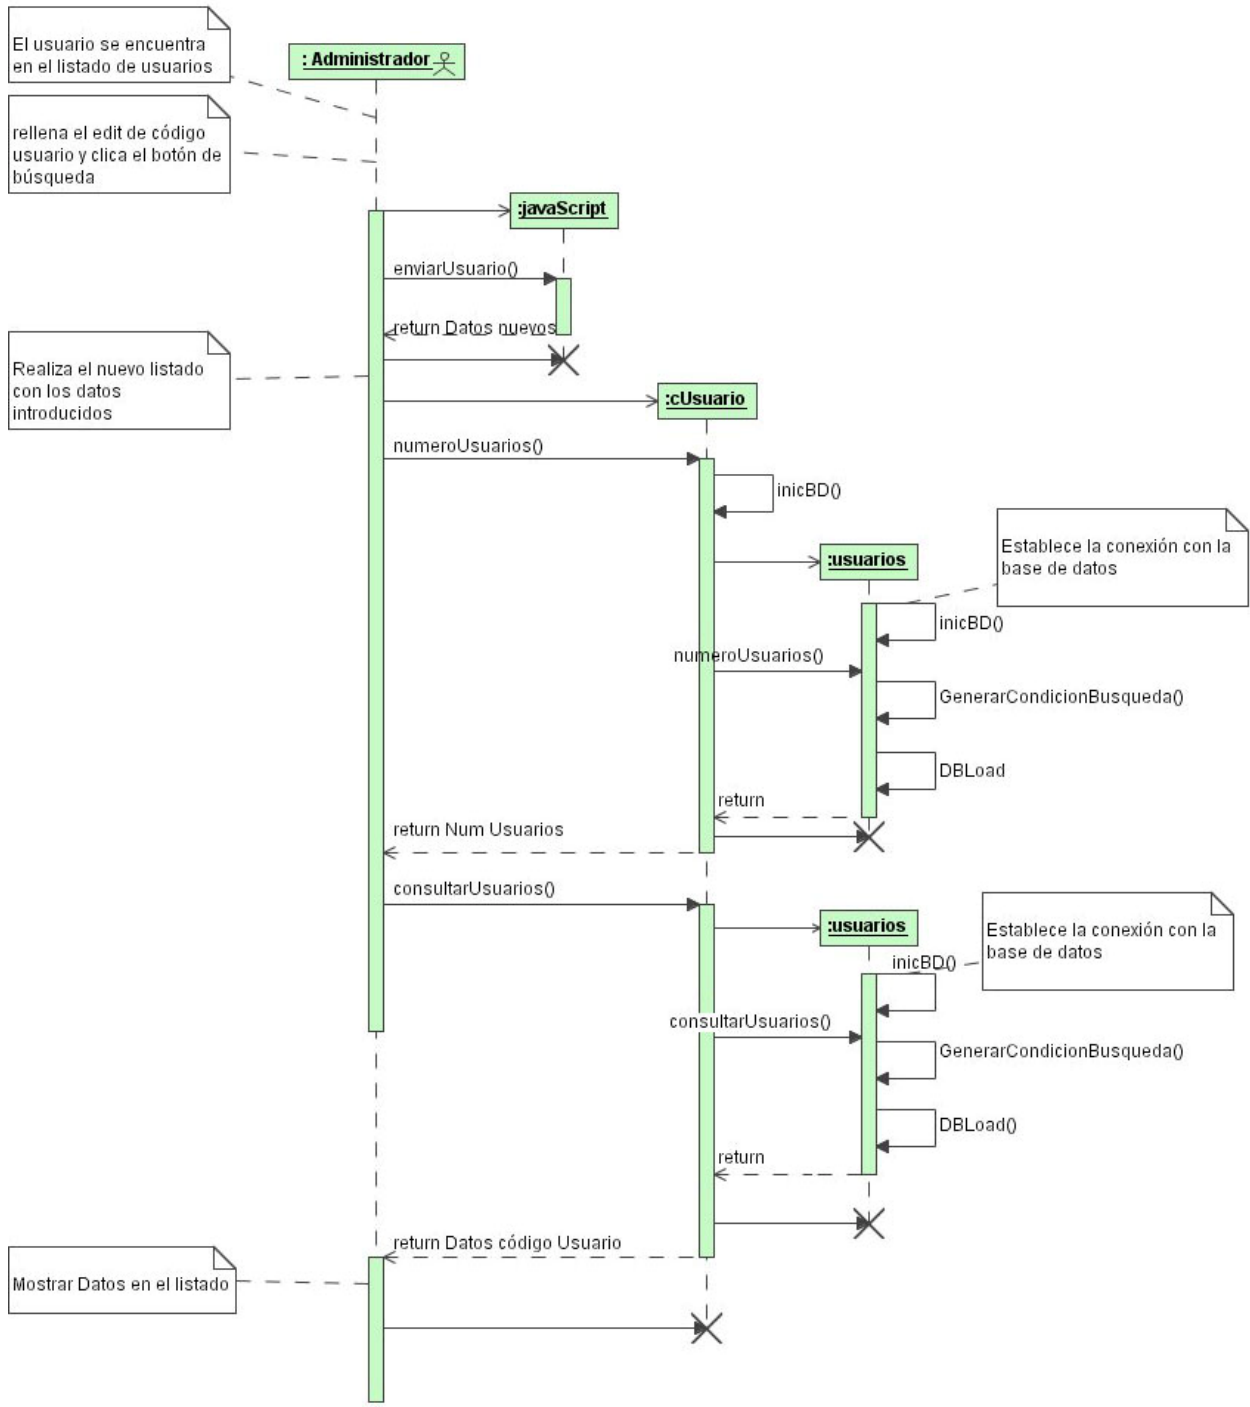 El usuario se encuentra
en el listado de usuarios
: Administrador
rellena el edit de código
usuario y clica el botón de
búsqueda
:javaScript
enviarUsuario()
return Datos nuevos
Realiza el nuevo listado
con los datos
introducidos
:cUsuario
numeroUsuarios()
inicBD()
Establece la conexión con la
base de datos
:usuarios
inicBD()
numeroUsuarios()
GenerarCondicionBusqueda()
DBLoad
return
return Num Usuarios
consultarUsuarios()
:usuarios
Establece la conexión con la
base de datos
inicBD()
consultarUsuarios()
GenerarCondicionBusqueda()
DBLoad()
return
return Datos código Usuario
Mostrar Datos en el listado